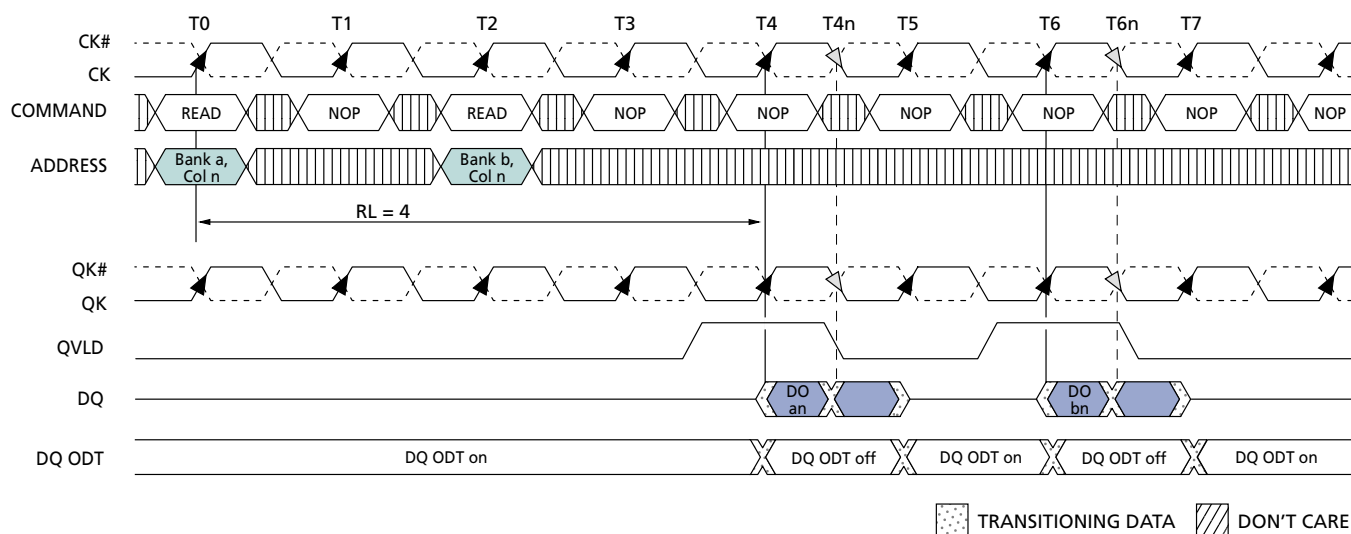 T0 T1 T2 T3 T4 T4n T5 T6 T6n T7
CK#
CK
COMMAND READ NOP READ NOP NOP NOP NOP NOP NOP
ADDRESS Bank a, Bank b,
Col n Col n
RL = 4
QK#
QK
QVLD
DQ DO DO
an bn
DQ ODT DQ ODT on DQ ODT off DQ ODT on DQ ODT off DQ ODT on
TRANSITIONING DATA DON'T CARE